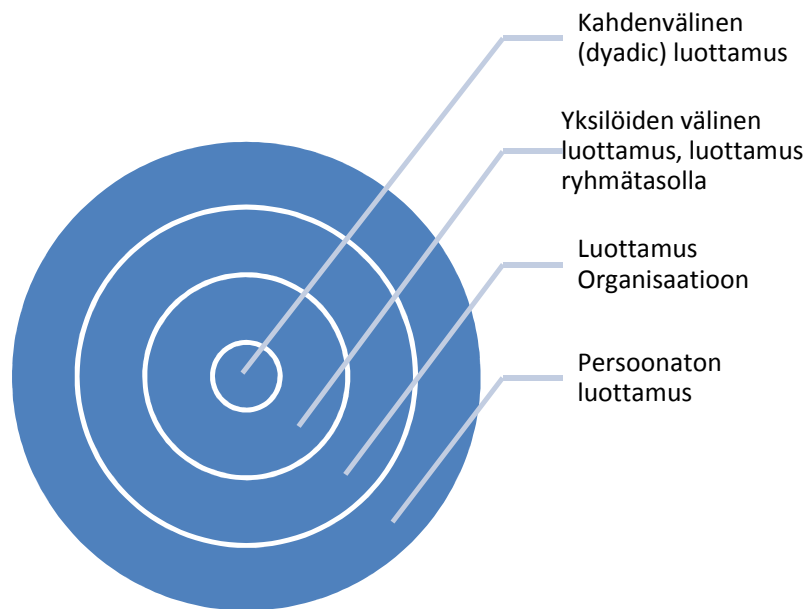 Kahdenvälinen
(dyadic) luottamus
Yksilöiden välinen
luottamus, luottamus
ryhmätasolla
Luottamus
Organisaatioon
Persoonaton
luottamus